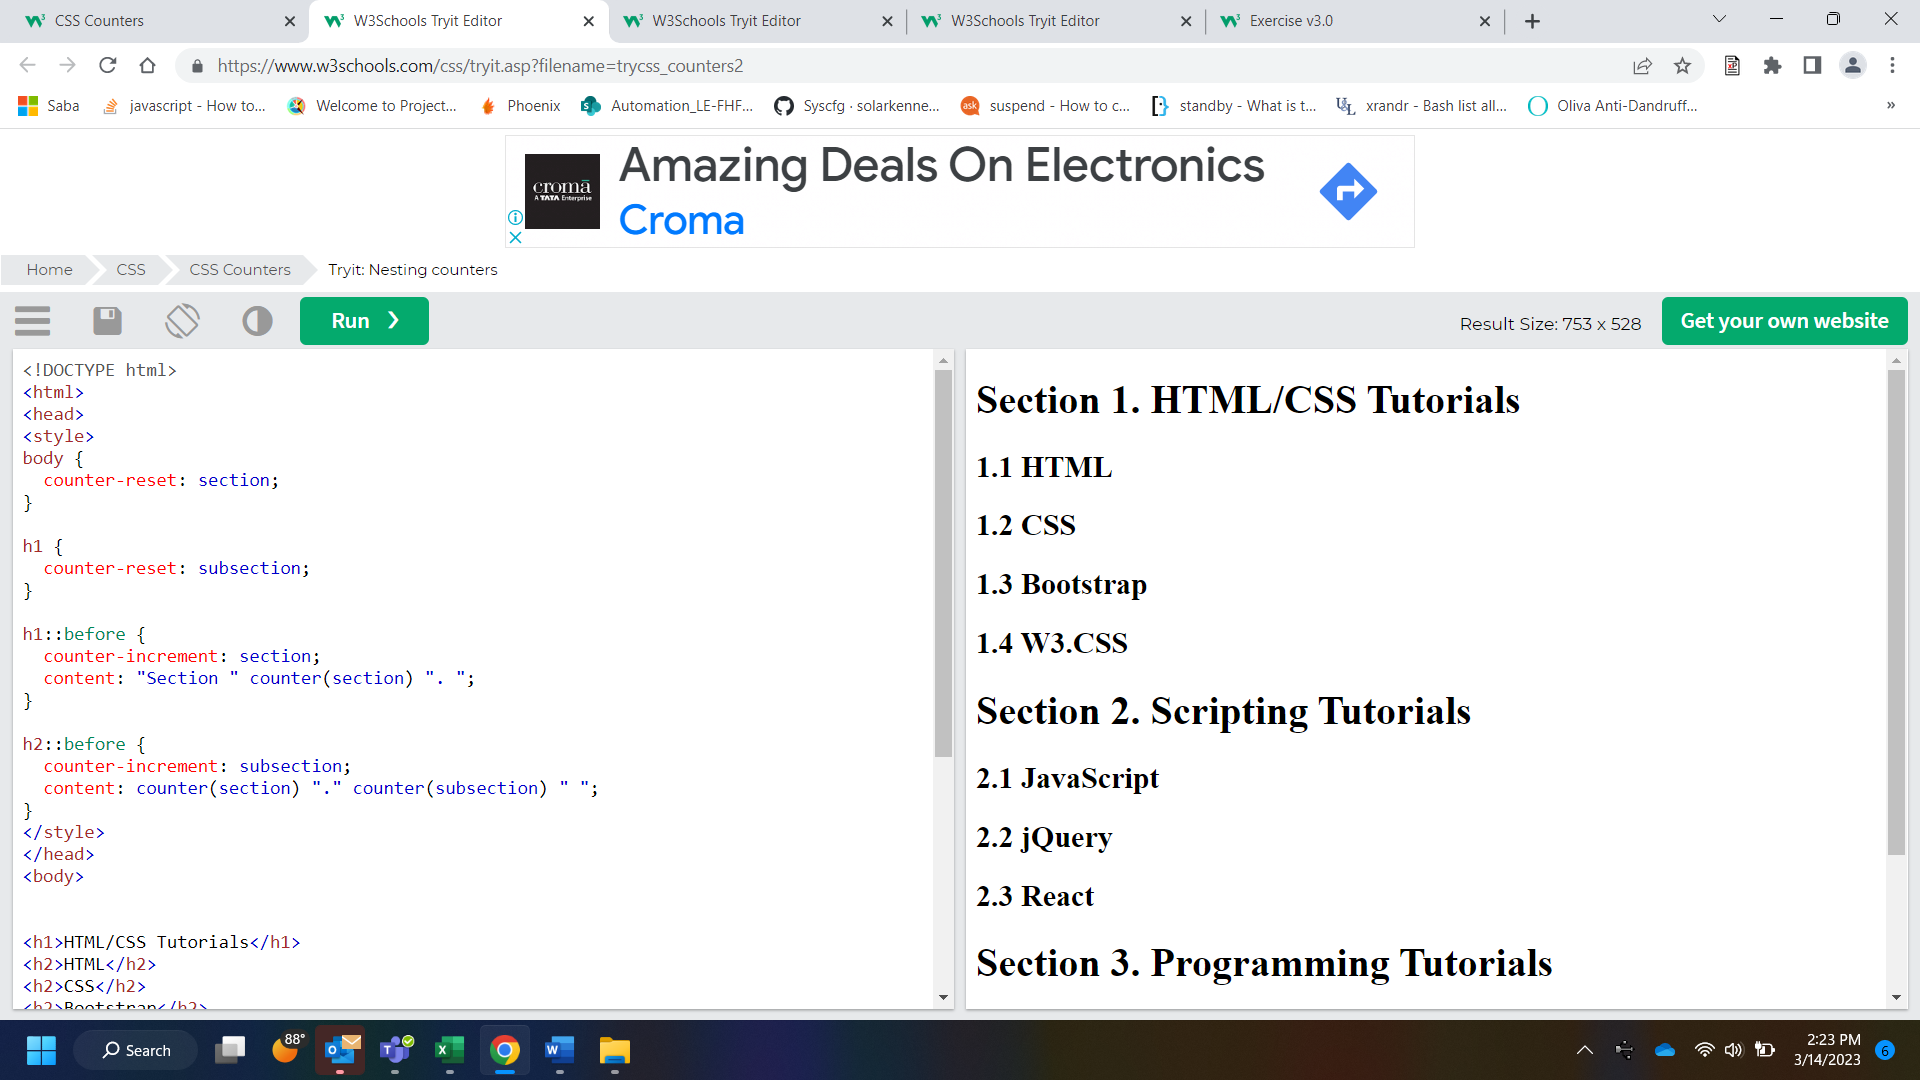 CSS Counters
W3Schools Tryit Editor
W3Schools Tryit Editor
W3Schools Tryit Editor
Exercise v3.0
https://www.w3schools.com/css/tryit.asp?filename=trycss_counters2
Saba
javascript - How to...
Welcome to Project...
Phoenix
Automation_LE-FHF...
Syscfg · solarkenne...
ask
suspend - How to c...
standby - What is t...
U&L
xrandr - Bash list all...
Oliva Anti-Dandruff...
»
cromā
A TATA Enterprise
Amazing Deals On Electronics
Croma
Home
CSS
CSS Counters
Tryit: Nesting counters
Run ❯
Result Size: 753 x 528
Get your own website
<!DOCTYPE html>
<html>
<head>
<style>
body {
  counter-reset: section;
}
h1 {
  counter-reset: subsection;
}
h1::before {
  counter-increment: section;
  content: "Section " counter(section) ". ";
}
h2::before {
  counter-increment: subsection;
  content: counter(section) "." counter(subsection) " ";
}
</style>
</head>
<body>
<h1>HTML/CSS Tutorials</h1>
<h2>HTML</h2>
<h2>CSS</h2>
<h2>Bootstrap</h2>
Section 1. HTML/CSS Tutorials
1.1 HTML
1.2 CSS
1.3 Bootstrap
1.4 W3.CSS
Section 2. Scripting Tutorials
2.1 JavaScript
2.2 jQuery
2.3 React
Section 3. Programming Tutorials
Search
88°
2:23 PM
3/14/2023
6